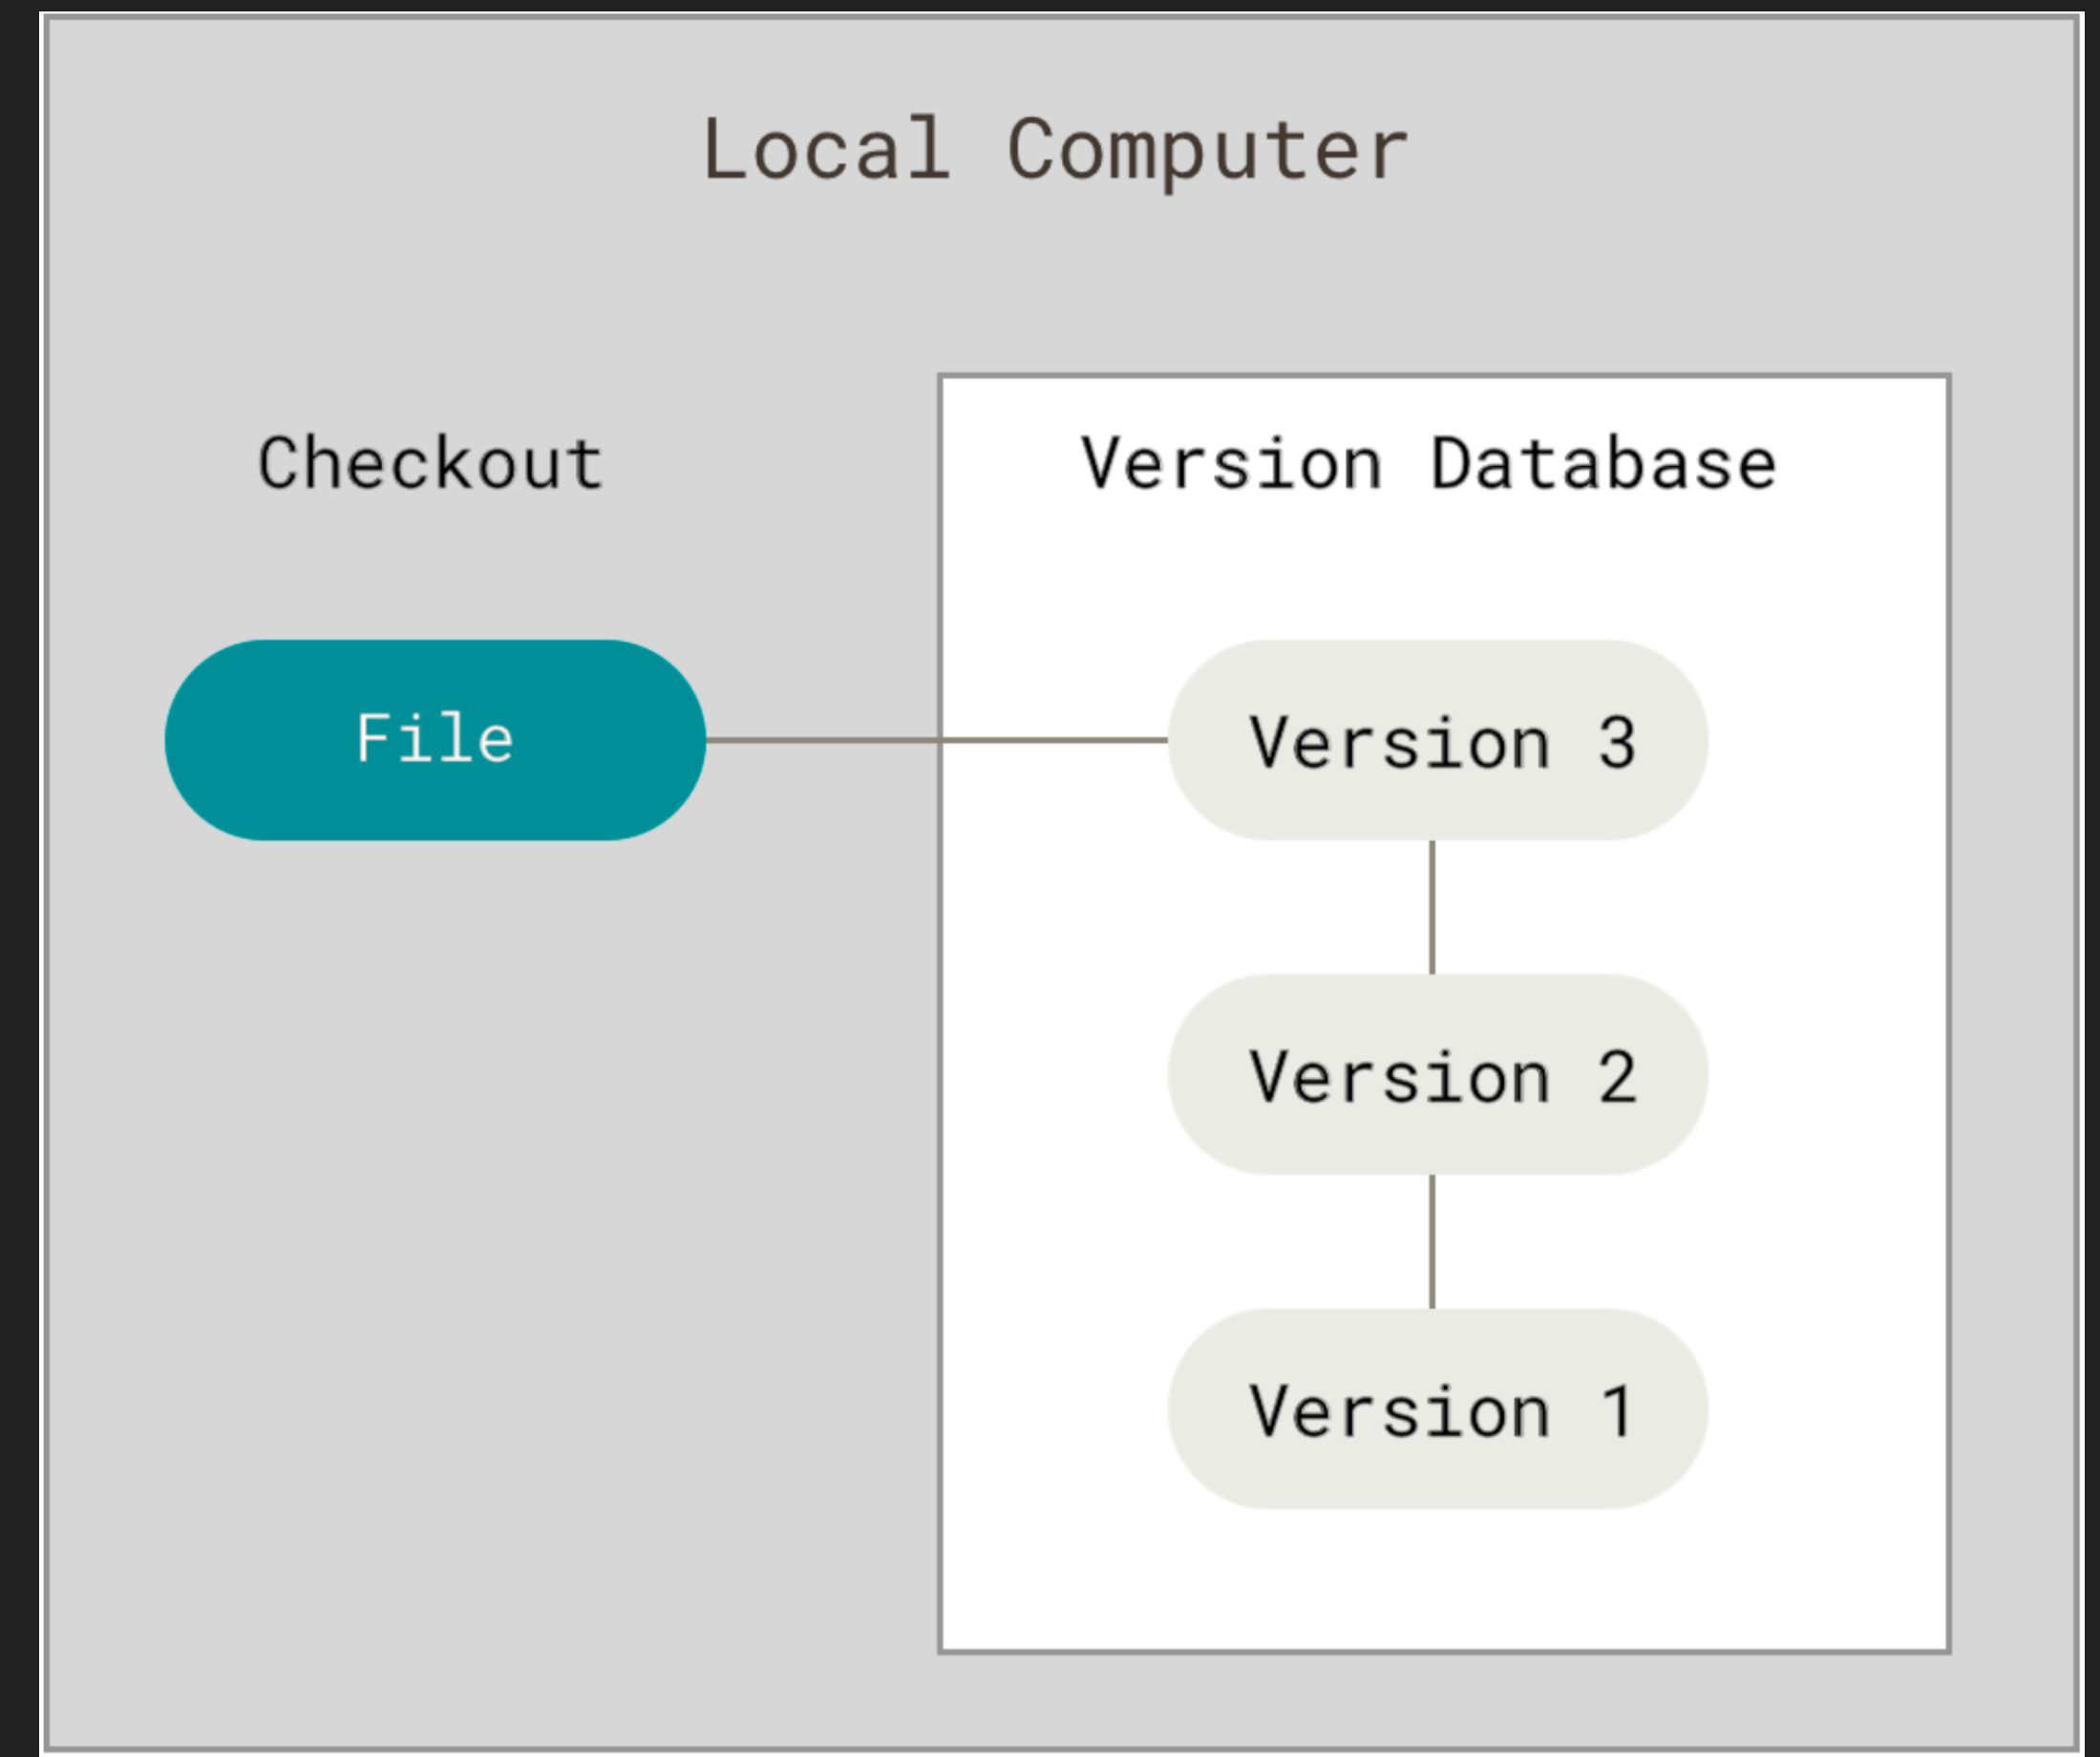 Local Computer
Checkout
Version Database
File
Version 3
Version 2
Version 1